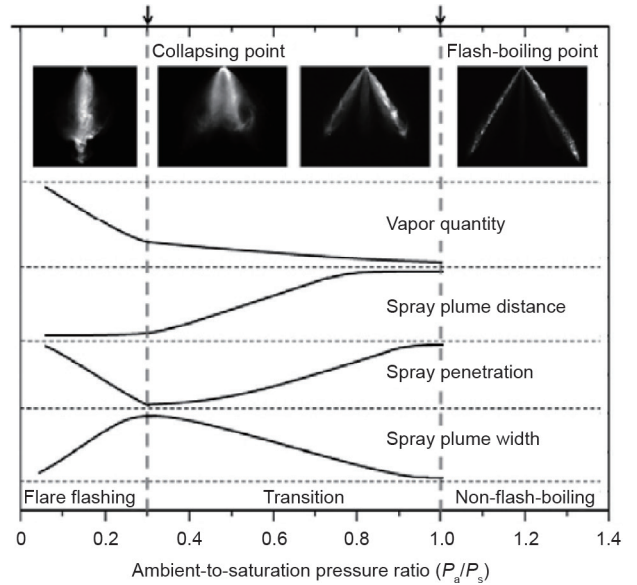 Collapsing point
Flash-boiling point
Vapor quantity
Spray plume distance
Spray penetration
Spray plume width
Flare flashing
Transition
Non-flash-boiling
0
0.2
0.4
0.6
0.8
1.0
1.2
1.4
Ambient-to-saturation pressure ratio (Pa/Ps)